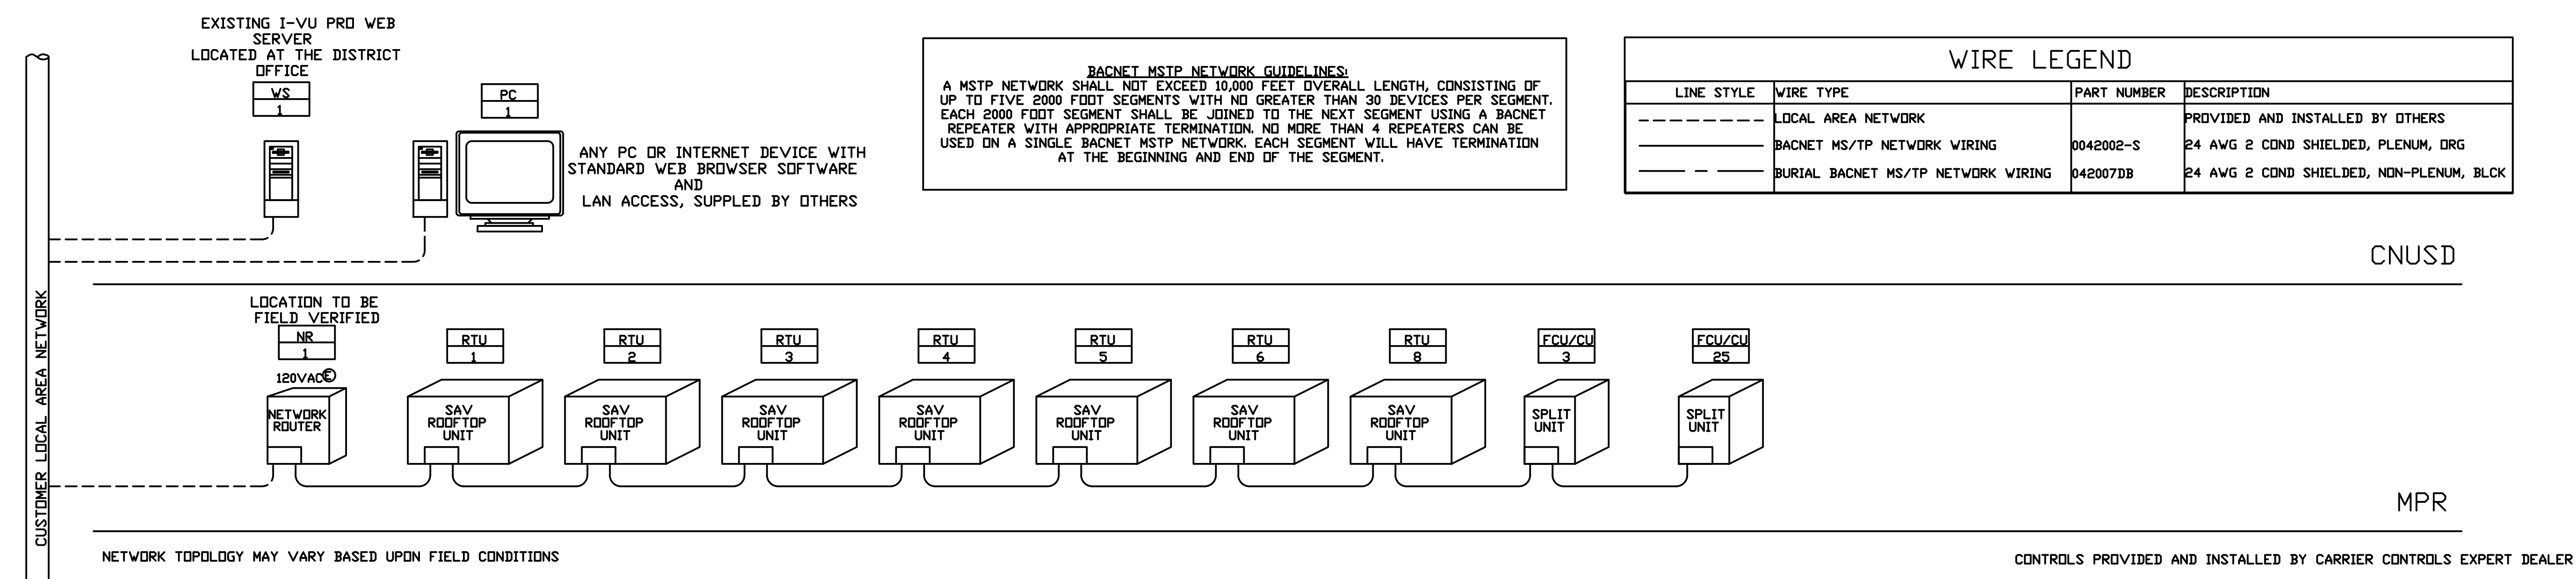 EXISTING I-VU PRO WEB
SERVER
LOCATED AT THE DISTRICT
OFFICE
WS
1
PC
1
ANY PC OR INTERNET DEVICE WITH
STANDARD WEB BROWSER SOFTWARE
AND
LAN ACCESS, SUPPLED BY OTHERS
BACNET MSTP NETWORK GUIDELINES:
A MSTP NETWORK SHALL NOT EXCEED 10,000 FEET OVERALL LENGTH, CONSISTING OF
UP TO FIVE 2000 FOOT SEGMENTS WITH NO GREATER THAN 30 DEVICES PER SEGMENT.
EACH 2000 FOOT SEGMENT SHALL BE JOINED TO THE NEXT SEGMENT USING A BACNET
REPEATER WITH APPROPRIATE TERMINATION. NO MORE THAN 4 REPEATERS CAN BE
USED ON A SINGLE BACNET MSTP NETWORK. EACH SEGMENT WILL HAVE TERMINATION
AT THE BEGINNING AND END OF THE SEGMENT.
WIRE LEGEND
LINE STYLE WIRE TYPE PART NUMBER DESCRIPTION
LOCAL AREA NETWORK PROVIDED AND INSTALLED BY OTHERS
BACNET MS/TP NETWORK WIRING 0042002-S 24 AWG 2 COND SHIELDED, PLENUM, ORG
BURIAL BACNET MS/TP NETWORK WIRING 042007DB 24 AWG 2 COND SHIELDED, NON-PLENUM, BLCK
CNUSD
CUSTOMER LOCAL AREA NETWORK
LOCATION TO BE
FIELD VERIFIED
NR
1
120VAC E
NETWORK
ROUTER
RTU
1
SAV
ROOFTOP
UNIT
RTU
2
SAV
ROOFTOP
UNIT
RTU
3
SAV
ROOFTOP
UNIT
RTU
4
SAV
ROOFTOP
UNIT
RTU
5
SAV
ROOFTOP
UNIT
RTU
6
SAV
ROOFTOP
UNIT
RTU
8
SAV
ROOFTOP
UNIT
FCU/CU
3
SPLIT
UNIT
FCU/CU
25
SPLIT
UNIT
MPR
NETWORK TOPOLOGY MAY VARY BASED UPON FIELD CONDITIONS
CONTROLS PROVIDED AND INSTALLED BY CARRIER CONTROLS EXPERT DEALER